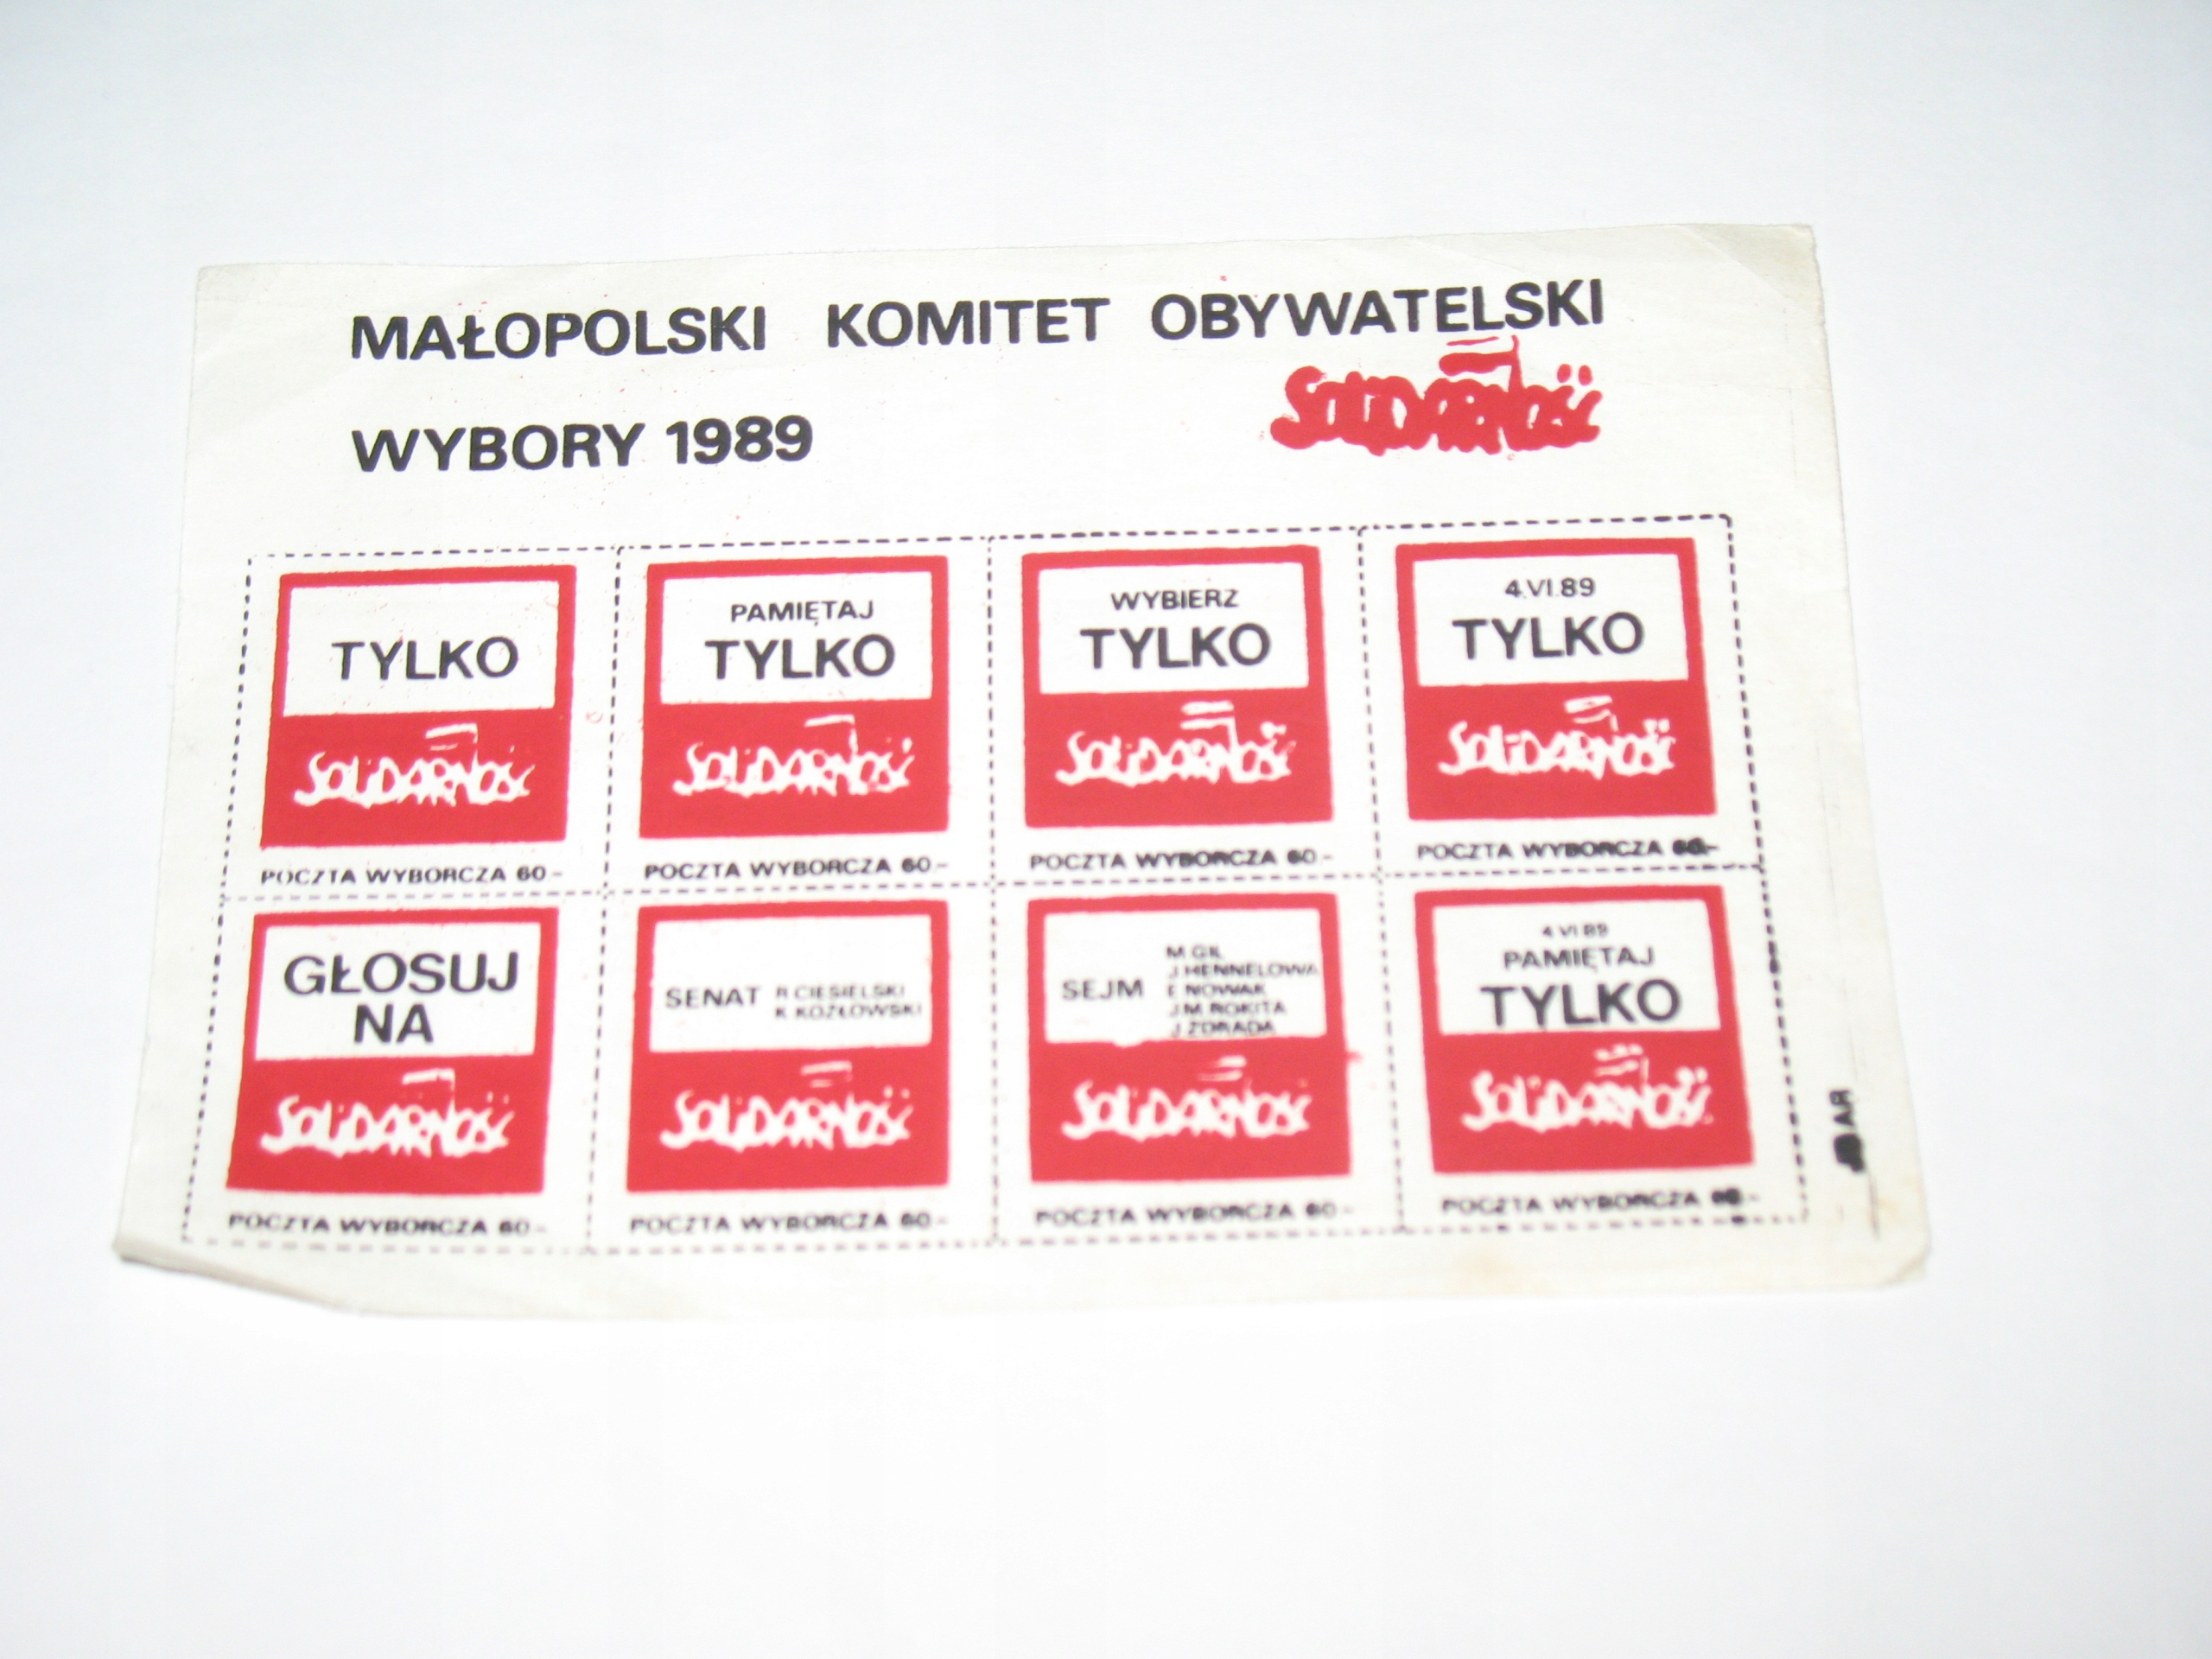 MAŁOPOLSKI KOMITET OBYWATELSKI
SOLIDARNOŚĆ
WYBORY 1989
TYLKO
SOLIDARNOŚĆ
POCZTA WYBORCZA 60-
PAMIĘTAJ
TYLKO
SOLIDARNOŚĆ
POCZTA WYBORCZA 60-
WYBIERZ
TYLKO
SOLIDARNOŚĆ
POCZTA WYBORCZA 60-
4.VI.89
TYLKO
SOLIDARNOŚĆ
POCZTA WYBORCZA 60-
GŁOSUJ
NA
SOLIDARNOŚĆ
POCZTA WYBORCZA 60-
SENAT R CIESIELSKI
K KOZŁOWSKI
SOLIDARNOŚĆ
POCZTA WYBORCZA 60-
M GIL
J HENNELOWA
SEJM E NOWAK
J M ROKITA
J ZDRADA
SOLIDARNOŚĆ
POCZTA WYBORCZA 60-
4 VI 89
PAMIĘTAJ
TYLKO
SOLIDARNOŚĆ
POCZTA WYBORCZA 60-